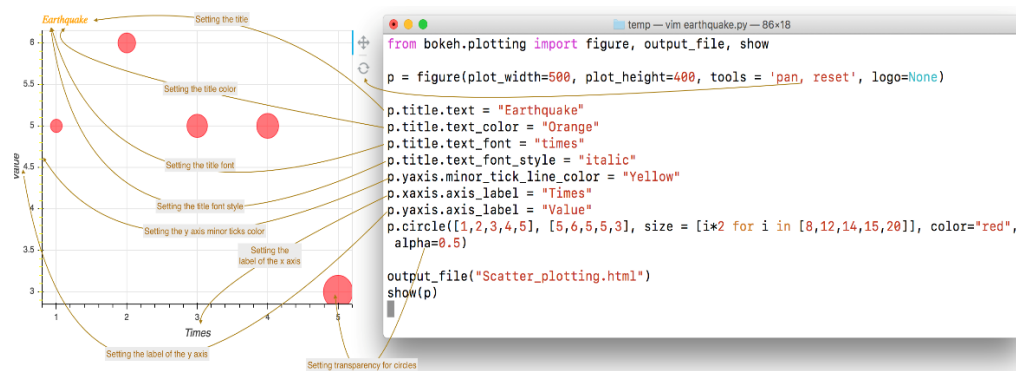 Earthquake
Setting the title
6
5.5
Setting the title color
5
Setting the title font
4.5
Value
Setting the title font style
4
Setting the y axis minor ticks color
3.5
Setting the
label of the x axis
3
1
2
3
4
5
Times
Setting the label of the y axis
Setting transparency for circles
temp — vim earthquake.py — 86×18
from bokeh.plotting import figure, output_file, show
p = figure(plot_width=500, plot_height=400, tools = 'pan, reset', logo=None)
p.title.text = "Earthquake"
p.title.text_color = "Orange"
p.title.text_font = "times"
p.title.text_font_style = "italic"
p.yaxis.minor_tick_line_color = "Yellow"
p.xaxis.axis_label = "Times"
p.yaxis.axis_label = "Value"
p.circle([1,2,3,4,5], [5,6,5,5,3], size = [i*2 for i in [8,12,14,15,20]], color="red",
alpha=0.5)
output_file("Scatter_plotting.html")
show(p)